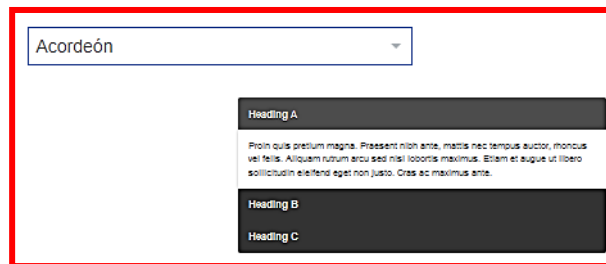 Acordeón
Heading A
Proin quis pretium magna. Praesent nibh ante, mattis nec tempus auctor, rhoncus
vel felis. Aliquam rutrum arcu sed nisi lobortis maximus. Etiam et augue ut libero
sollicitudin eleifend eget non justo. Cras ac maximus ante.
Heading B
Heading C